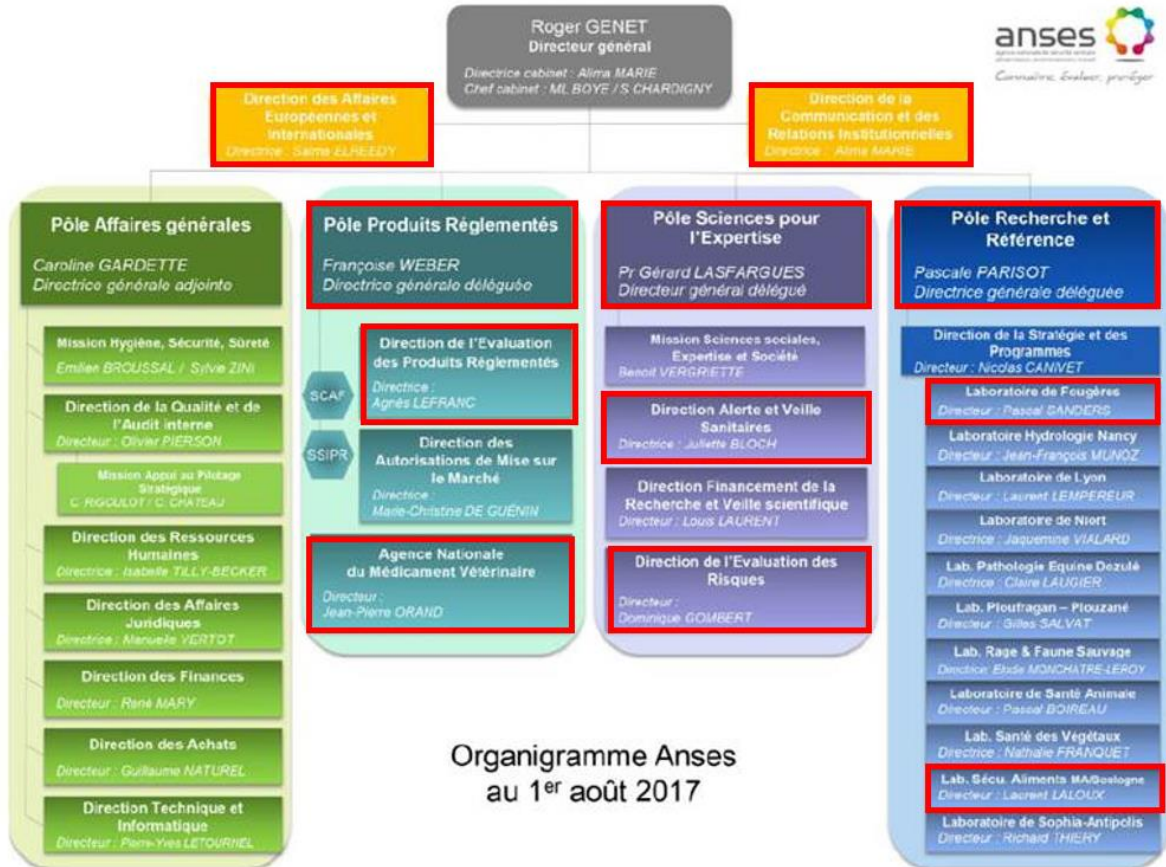 Roger GENET
Directeur général
Directrice cabinet : Alima MARIE
Chef cabinet : ML BOYE / S CHARDIGNY
anses
Connaître, évaluer, protéger
Direction des Affaires
Européennes et
Internationales
Directrice : Salma ELREEDY
Direction de la
Communication et des
Relations Institutionnelles
Directrice : Alima MARIE
Pôle Affaires générales
Caroline GARDETTE
Directrice générale adjointe
Mission Hygiène, Sécurité, Sûreté
Emilien BROUSSAL / Sylvie ZINI
Direction de la Qualité et de
l'Audit interne
Directeur : Olivier PIERSON
Mission Appui au Pilotage
Stratégique
C. RIGOULOT / C. CHATEAU
Direction des Ressources
Humaines
Directrice : Isabelle TILLY-BECKER
Direction des Affaires
Juridiques
Directrice : Manuelle VERTOT
Direction des Finances
Directeur : René MARY
Direction des Achats
Directeur : Guillaume NATUREL
Direction Technique et
Informatique
Directeur : Pierre-Yves LETOURNEL
Pôle Produits Réglementés
Françoise WEBER
Directrice générale déléguée
SCAF
SSIPR
Direction de l'Evaluation
des Produits Réglementés
Directrice :
Agnès LEFRANC
Direction des
Autorisations de Mise sur
le Marché
Directrice :
Marie-Christine DE GUÉNIN
Agence Nationale
du Médicament Vétérinaire
Directeur :
Jean-Pierre ORAND
Pôle Sciences pour
l'Expertise
Pr Gérard LASFARGUES
Directeur général délégué
Mission Sciences sociales,
Expertise et Société
Benoit VERGRIETTE
Direction Alerte et Veille
Sanitaires
Directrice : Juliette BLOCH
Direction Financement de la
Recherche et Veille scientifique
Directeur : Louis LAURENT
Direction de l'Evaluation des
Risques
Directeur :
Dominique GOMBERT
Pôle Recherche et
Référence
Pascale PARISOT
Directrice générale déléguée
Direction de la Stratégie et des
Programmes
Directeur : Nicolas CANIVET
Laboratoire de Fougères
Directeur : Pascal SANDERS
Laboratoire Hydrologie Nancy
Directeur : Jean-François MUNOZ
Laboratoire de Lyon
Directeur : Laurent LEMPEREUR
Laboratoire de Niort
Directrice : Jaquemine VIALARD
Lab. Pathologie Equine Dozulé
Directrice : Claire LAUGIER
Lab. Ploufragan – Plouzané
Directeur : Gilles SALVAT
Lab. Rage & Faune Sauvage
Directrice: Elodie MONCHATRE-LEROY
Laboratoire de Santé Animale
Directeur : Pascal BOIREAU
Lab. Santé des Végétaux
Directrice : Nathalie FRANQUET
Lab. Sécu. Aliments MA/Boulogne
Directeur : Laurent LALOUX
Laboratoire de Sophia-Antipolis
Directeur : Richard THIERY
Organigramme Anses
au 1er août 2017